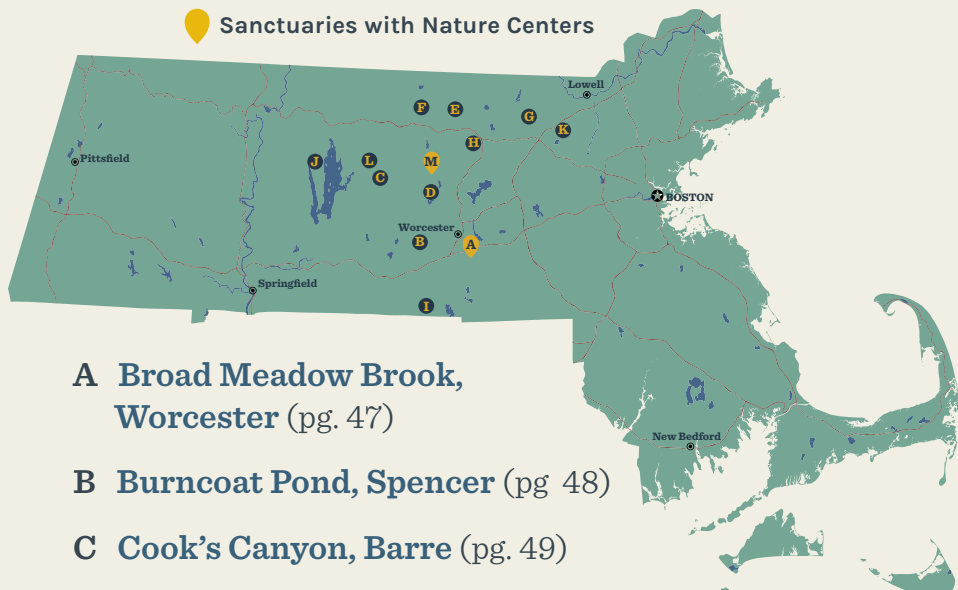 Sanctuaries with Nature Centers
Lowell
F
E
G
K
H
Pittsfield
J
L
M
C
D
BOSTON
Worcester
B
A
Springfield
I
New Bedford
A Broad Meadow Brook,
Worcester (pg. 47)
B Burncoat Pond, Spencer (pg 48)
C Cook's Canyon, Barre (pg. 49)